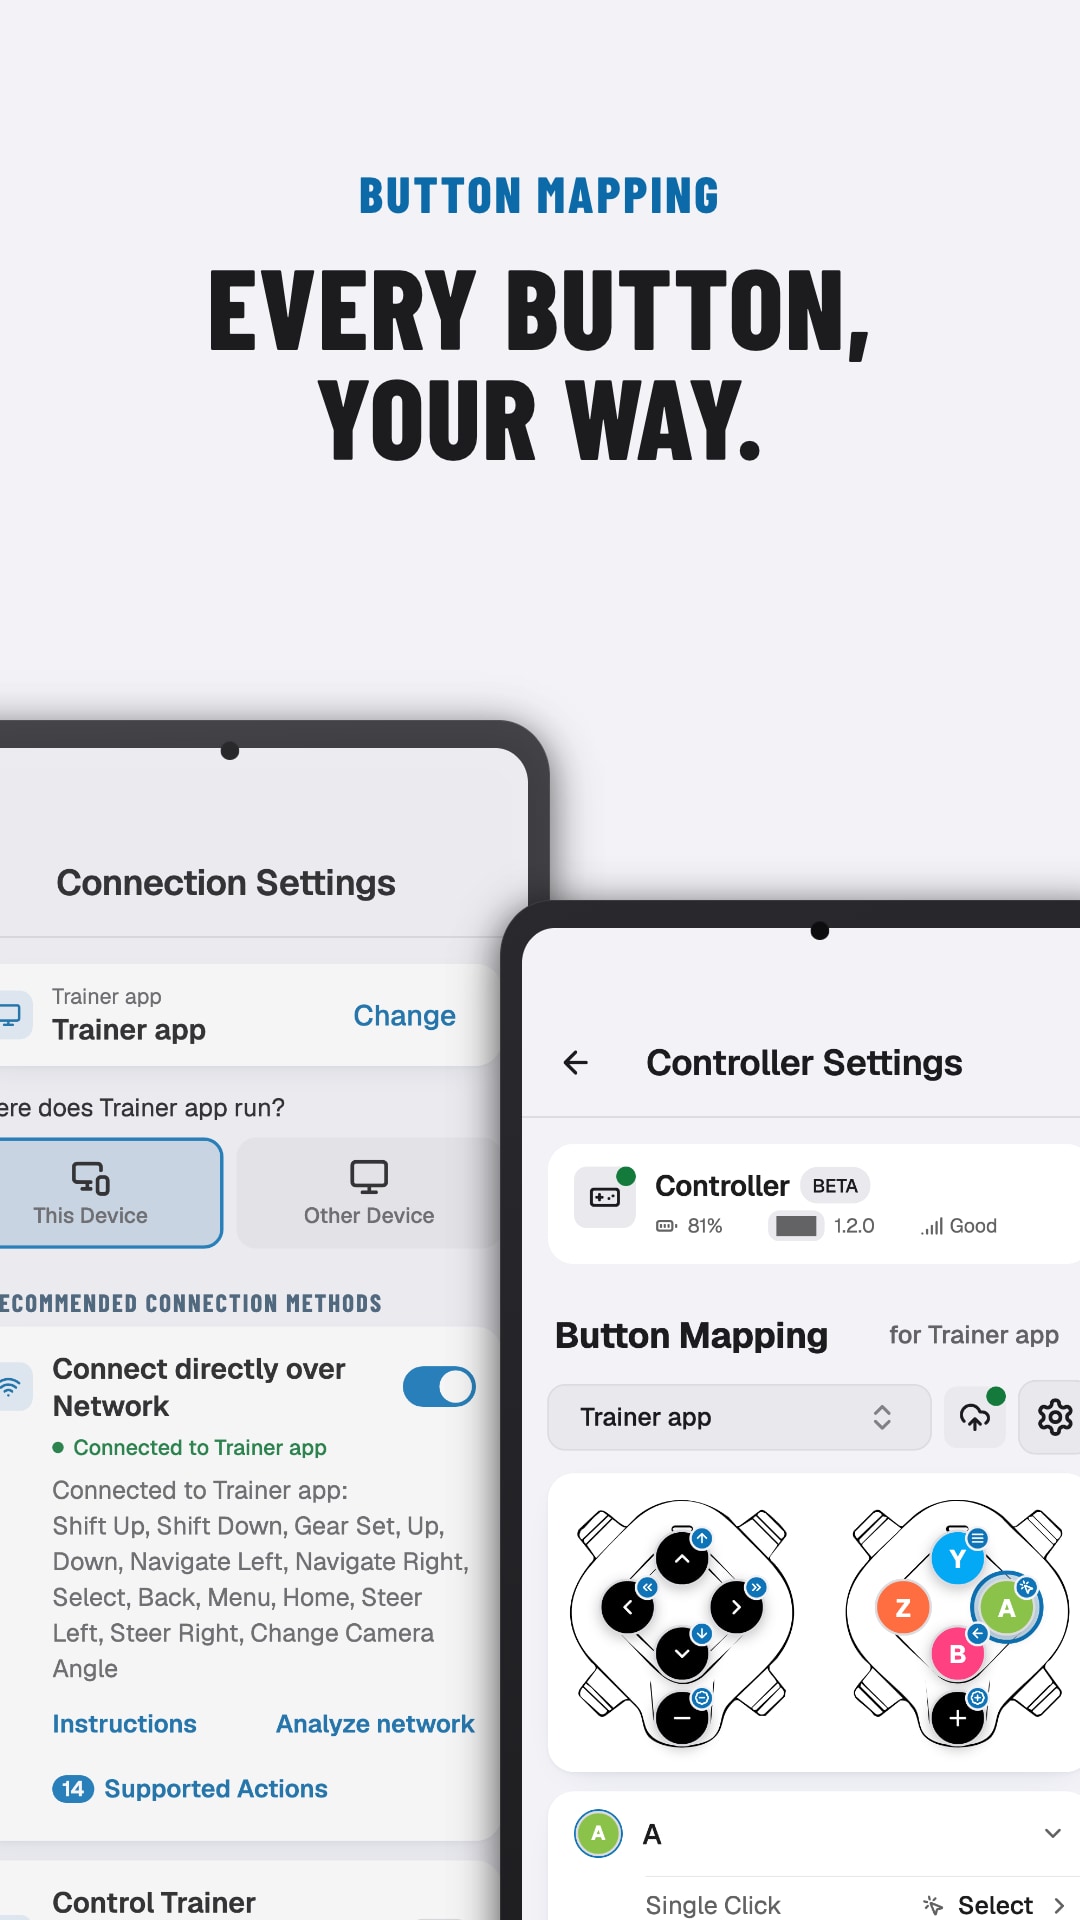 BUTTON MAPPING
EVERY BUTTON,
YOUR WAY.
Connection Settings
Trainer app
Trainer app
Change
ere does Trainer app run?
This Device
Other Device
ECOMMENDED CONNECTION METHODS
Connect directly over
Network
Connected to Trainer app
Connected to Trainer app:
Shift Up, Shift Down, Gear Set, Up,
Down, Navigate Left, Navigate Right,
Select, Back, Menu, Home, Steer
Left, Steer Right, Change Camera
Angle
Instructions
Analyze network
14 Supported Actions
Control Trainer
Controller Settings
Controller BETA
81% 1.2.0 Good
Button Mapping
for Trainer app
Trainer app
Y
Z
A
B
A A
Single Click
Select